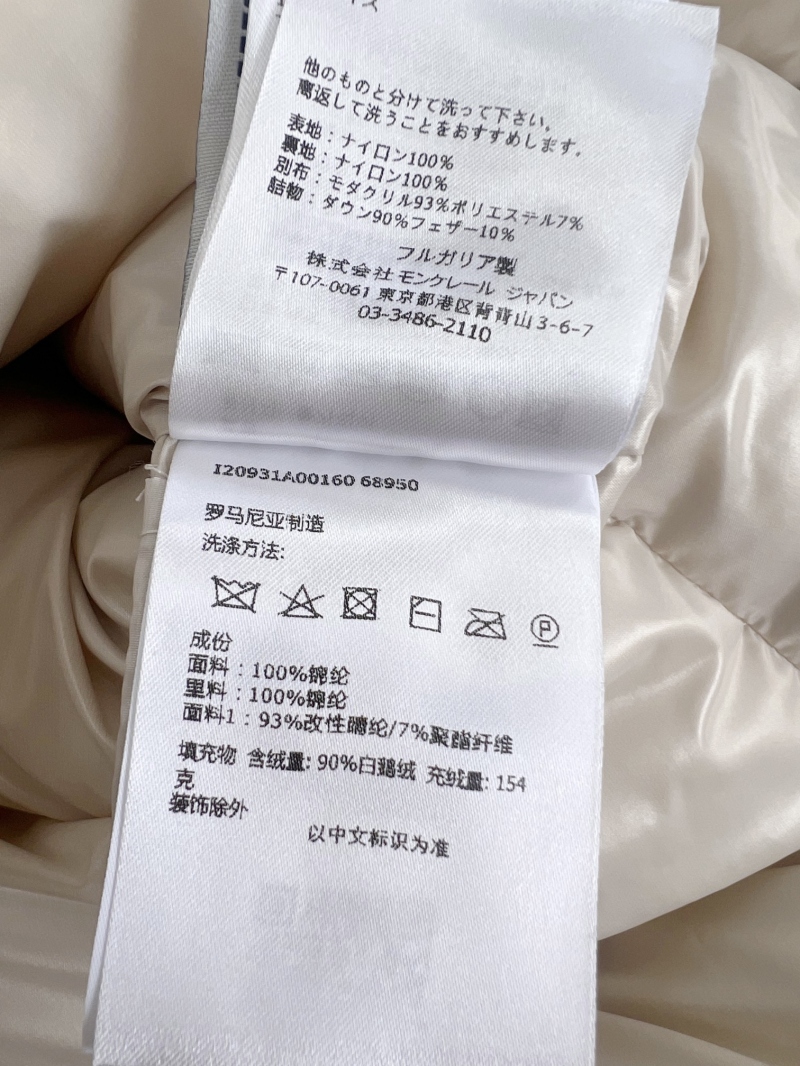 イズ
他のものと分けて洗って下さい。
离返して洗うことをおすすめします。
表地：ナイロン100%
裏地：ナイロン100%
別布：モダクリル93%ポリエステル7%
詰物：ダウン90%フェザー10%
フルガリア製
株式会社モンクレール ジャパン
〒107-0061 東京都港区背青山3-6-7
03-3486-2110
I20931A00160 68950
罗马尼亚制造
洗涤方法:
P
成份
面料：100%锦纶
里料：100%锦纶
面料1：93%改性腈纶/7%聚酯纤维
填充物 含绒量: 90%白鹅绒 充绒量: 154
克
装饰除外
以中文标识为准